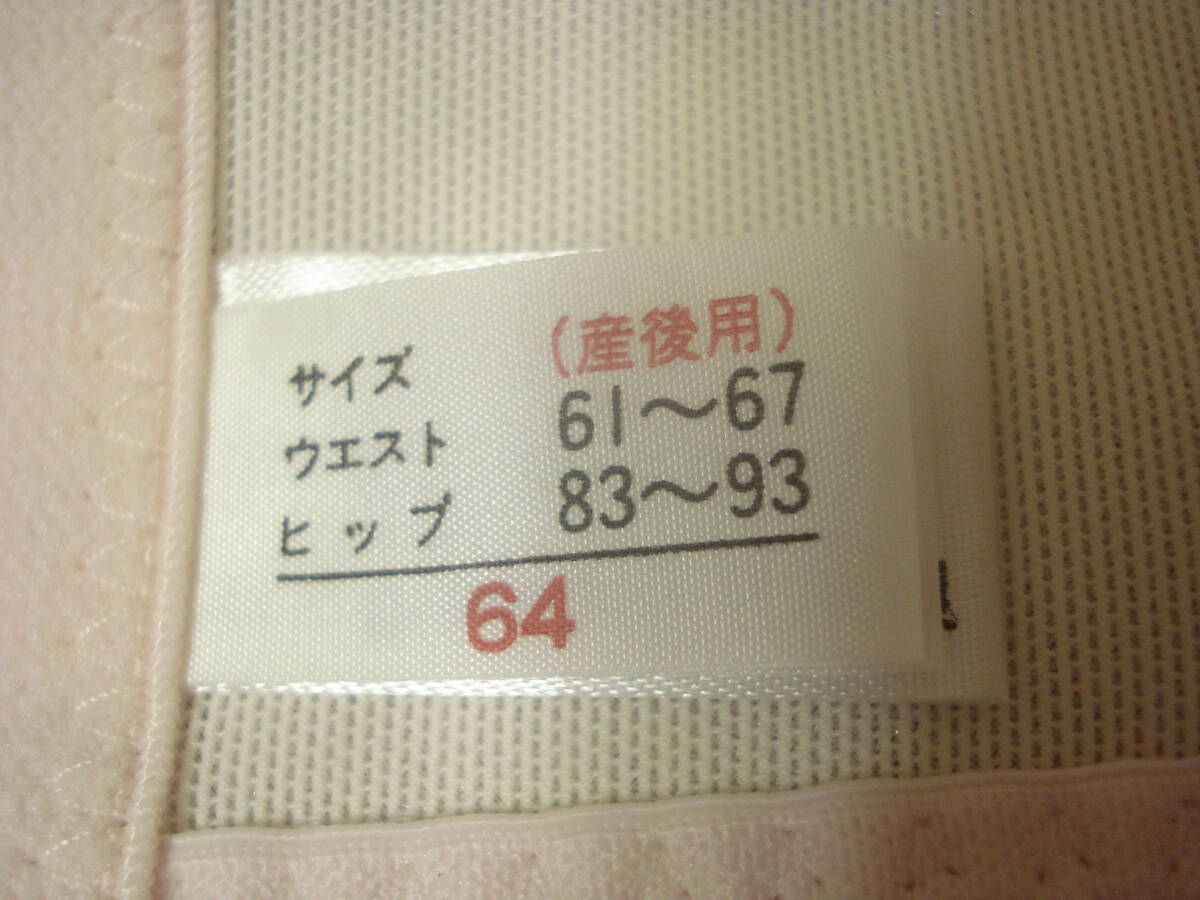 サイズ （産後用）
ウエスト 61〜67
ヒップ 83〜93
64